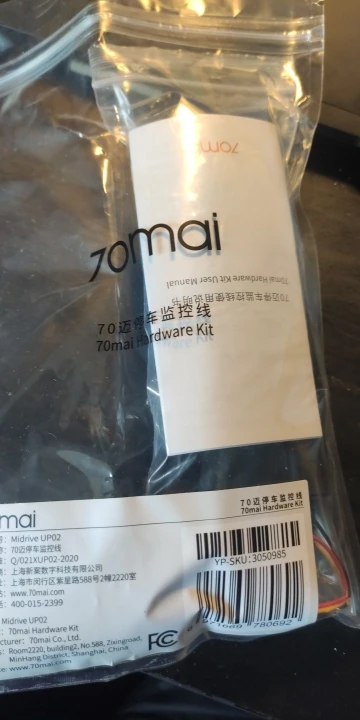 70mai
70mai Hardware Kit User Manual
70迈停车监控线使用说明书
70mai
70迈停车监控线
70mai Hardware Kit
mai
70迈停车监控线
70mai Hardware Kit
号: Midrive UP02
70迈停车监控线
Q/021XUP02-2020
上海新案数字科技有限公司
上海市闵行区紫星路588号2幢2220室
www.70mai.com
400-015-2399
YP-SKU:3050985
Midrive UP02
: 70mai Hardware Kit
cturer: 70mai Co., Ltd.
Room2220, building2, No.588, Zixingroad,
MinHang District, Shanghai, China
www.70mai.com
FC
780692